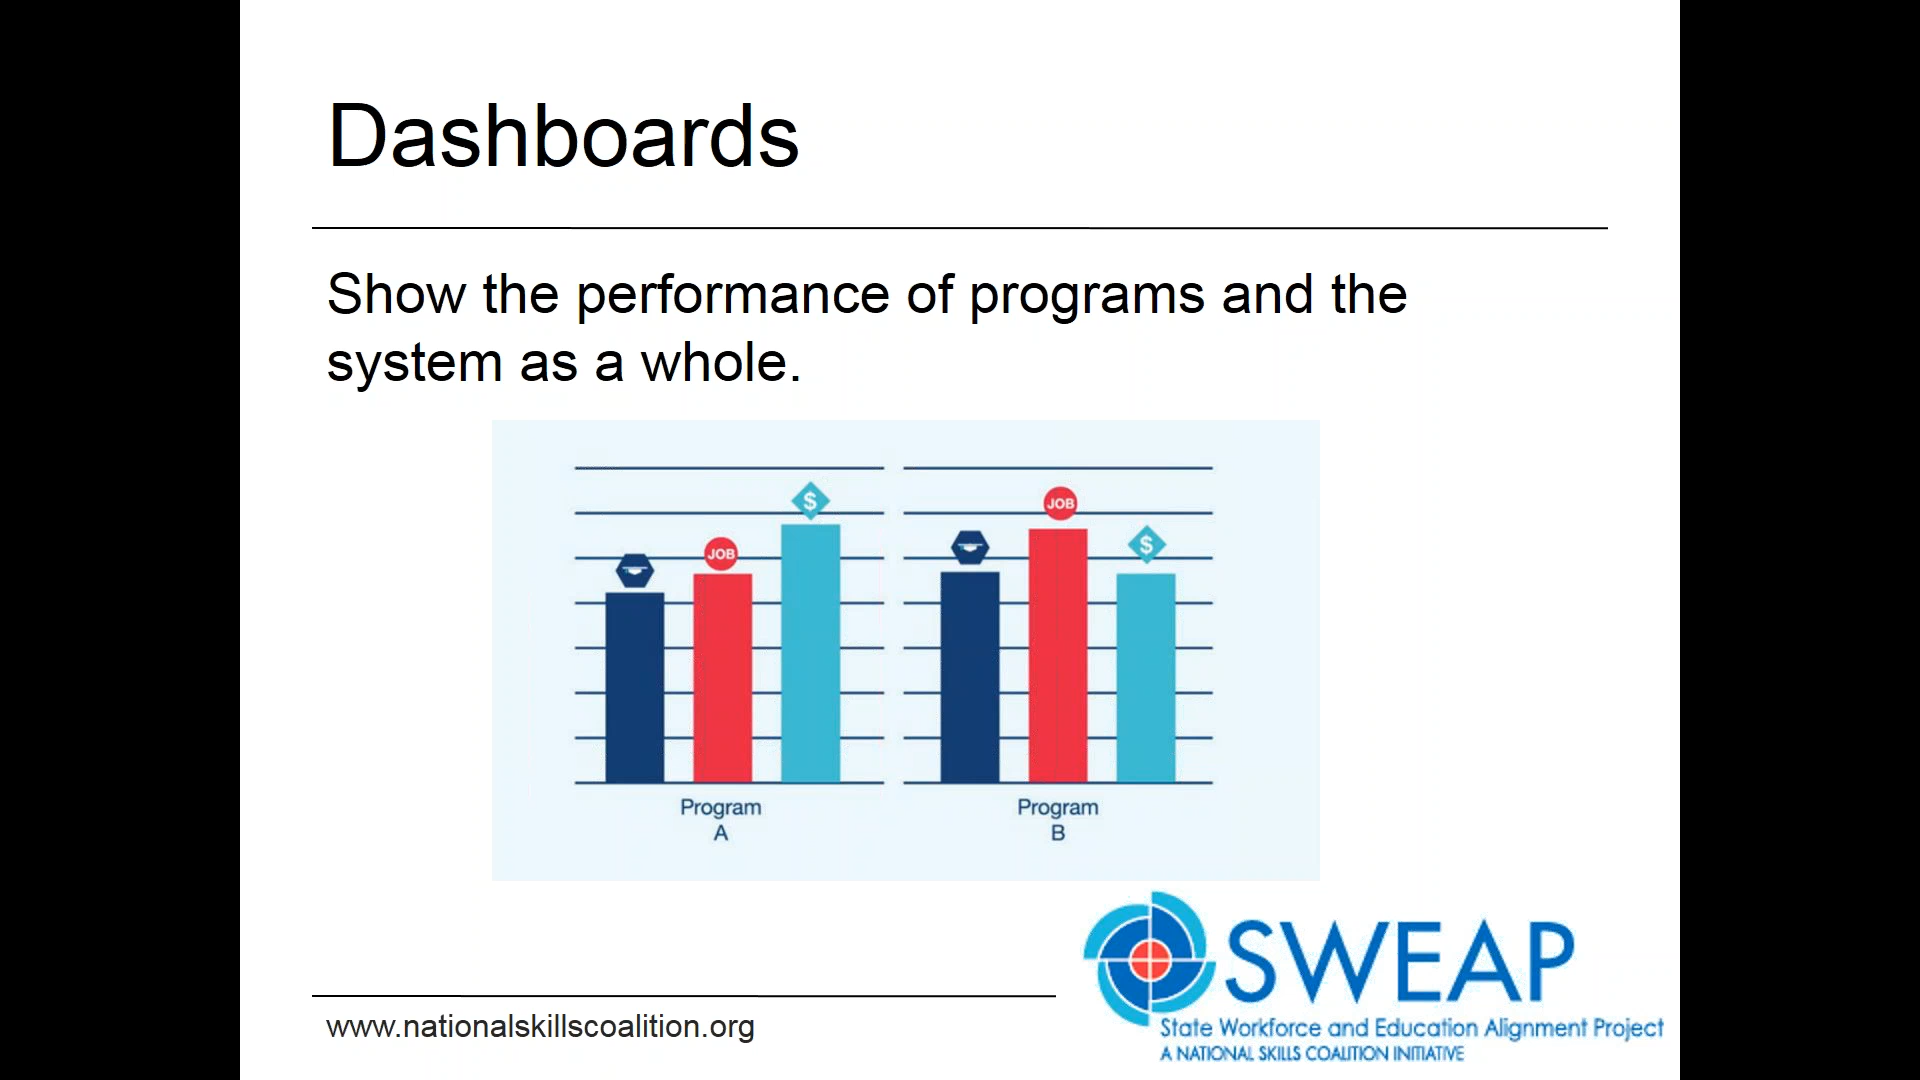 Dashboards
Show the performance of programs and the
system as a whole.
$
JOB
JOB
$
Program
A
Program
B
SWEAP
State Workforce and Education Alignment Project
A NATIONAL SKILLS COALITION INITIATIVE
www.nationalskillscoalition.org